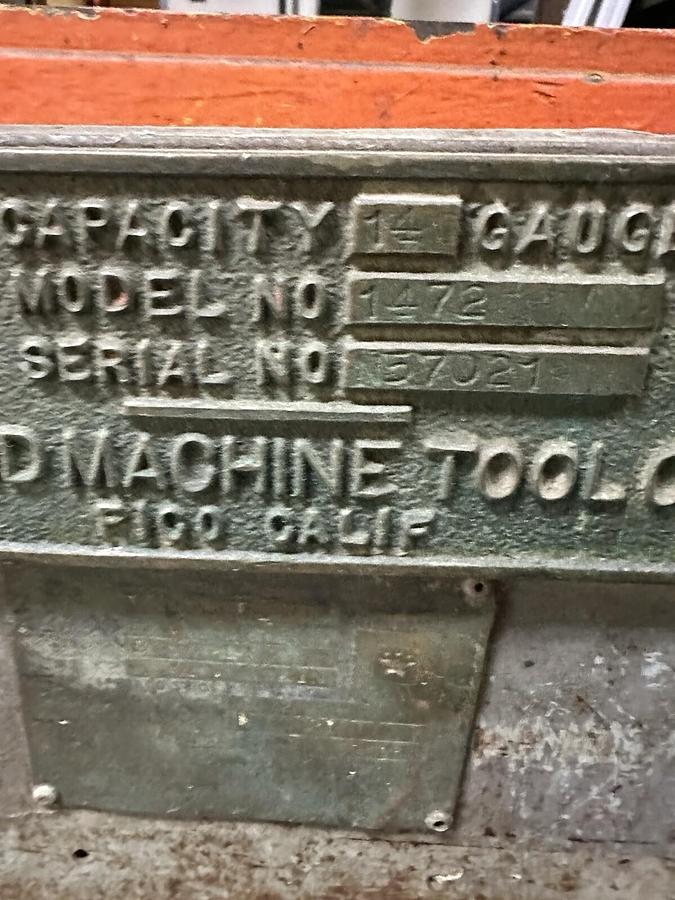 CAPACITY 14 GAUGE
MODEL NO 1472
SERIAL NO 57021
D MACHINE TOOL C
PICO CALIF